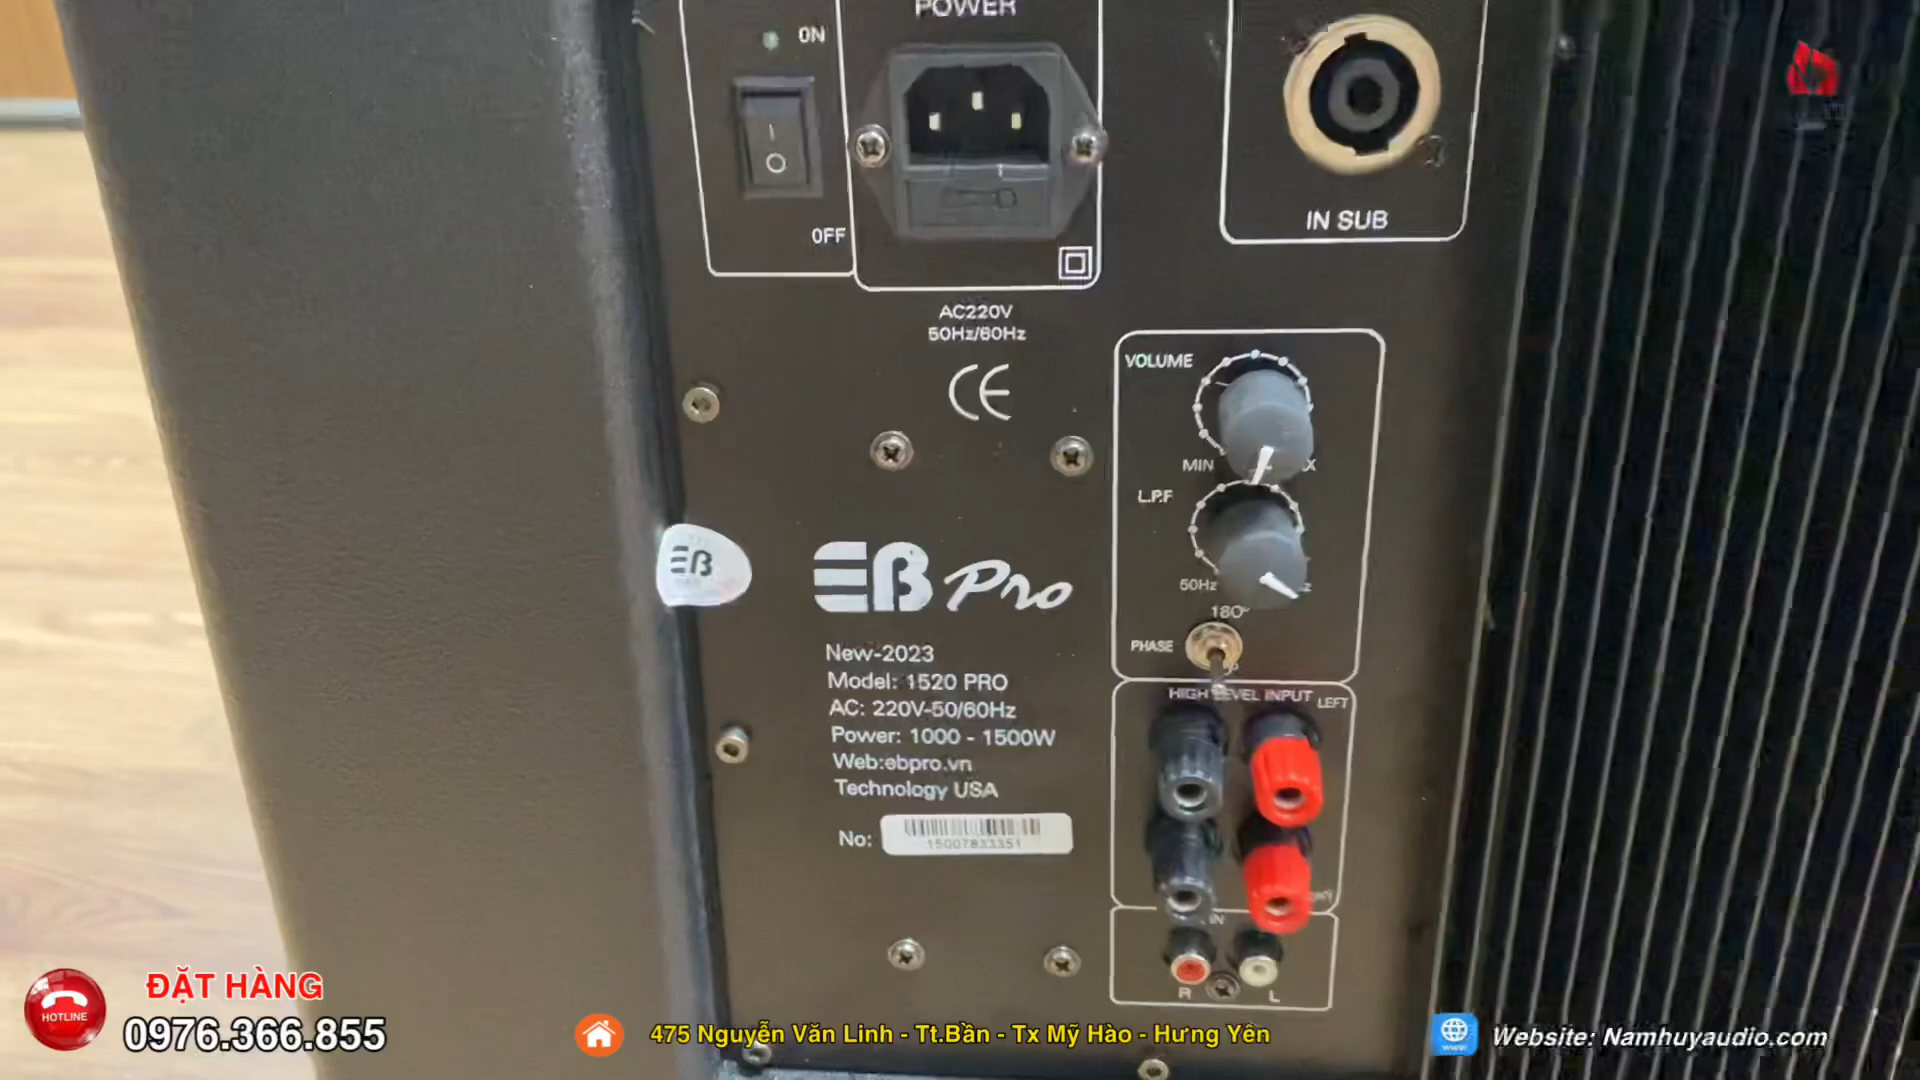 POWER
ON
I
O
OFF
IN SUB
AC220V
50Hz/60Hz
CE
VOLUME
MIN
L.P.F
50Hz
180°
PHASE
EB
EB Pro
New-2023
Model: 1520 PRO
AC: 220V-50/60Hz
Power: 1000 - 1500W
Web:ebpro.vn
Technology USA
No:
15007833351
HIGH LEVEL INPUT
LEFT
IN
R
L
ĐẶT HÀNG
HOTLINE
0976.366.855
475 Nguyễn Văn Linh - Tt.Bần - Tx Mỹ Hào - Hưng Yên
www
Website: Namhuyaudio.com